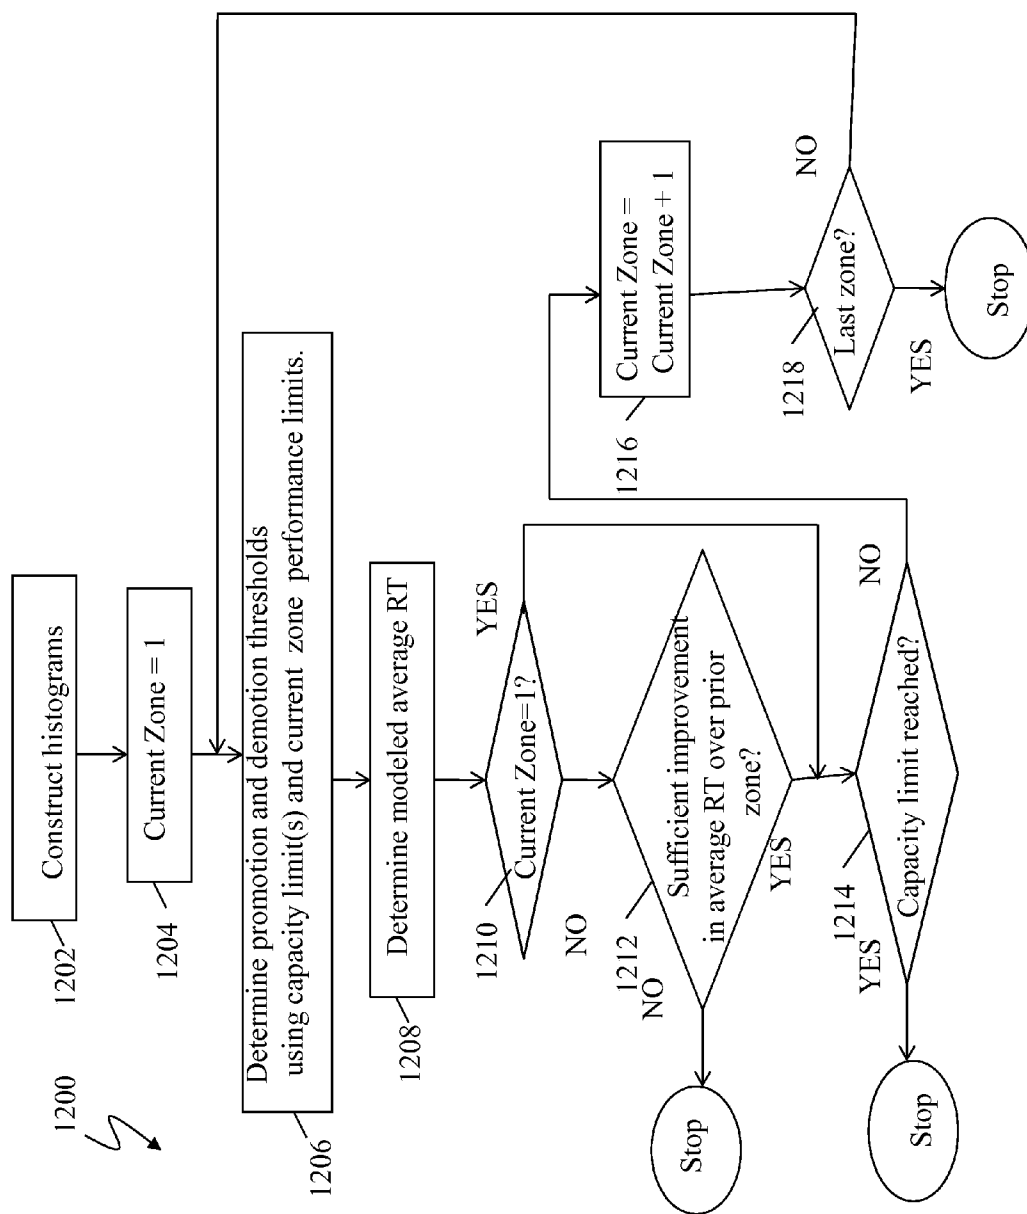 1200
Construct histograms
1202
Current Zone = 1
1204
Determine promotion and demotion thresholds
using capacity limit(s) and current zone performance limits.
1206
Determine modeled average RT
1208
Current Zone=1?
1210
YES
NO
Sufficient improvement
in average RT over prior
zone?
1212
NO
YES
Stop
Capacity limit reached?
1214
YES
NO
Stop
Current Zone =
Current Zone + 1
1216
Last zone?
1218
NO
YES
Stop